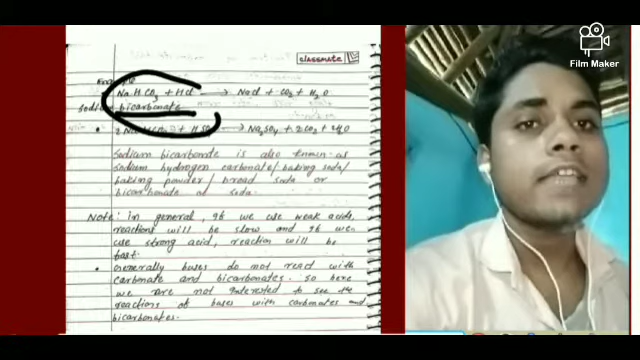 classmate
Film Maker
Example
NaHCO3 + HCl → NaCl + CO2 + H2O
sodium bicarbonate
• 2 → Na2SO4 + 2CO2 + 2H2O
Sodium bicarbonate is also known as
sodium hydrogen carbonate/baking soda/
baking powder/bread soda or
bicarbonate of soda.
Note: In general, If we use weak acids,
reactions will be slow and If we
use strong acid, reaction will be
fast.
• Generally bases do not react with
carbonate and bicarbonates. So here
we are not interested to see the
reactions of bases with carbonates and
bicarbonates.